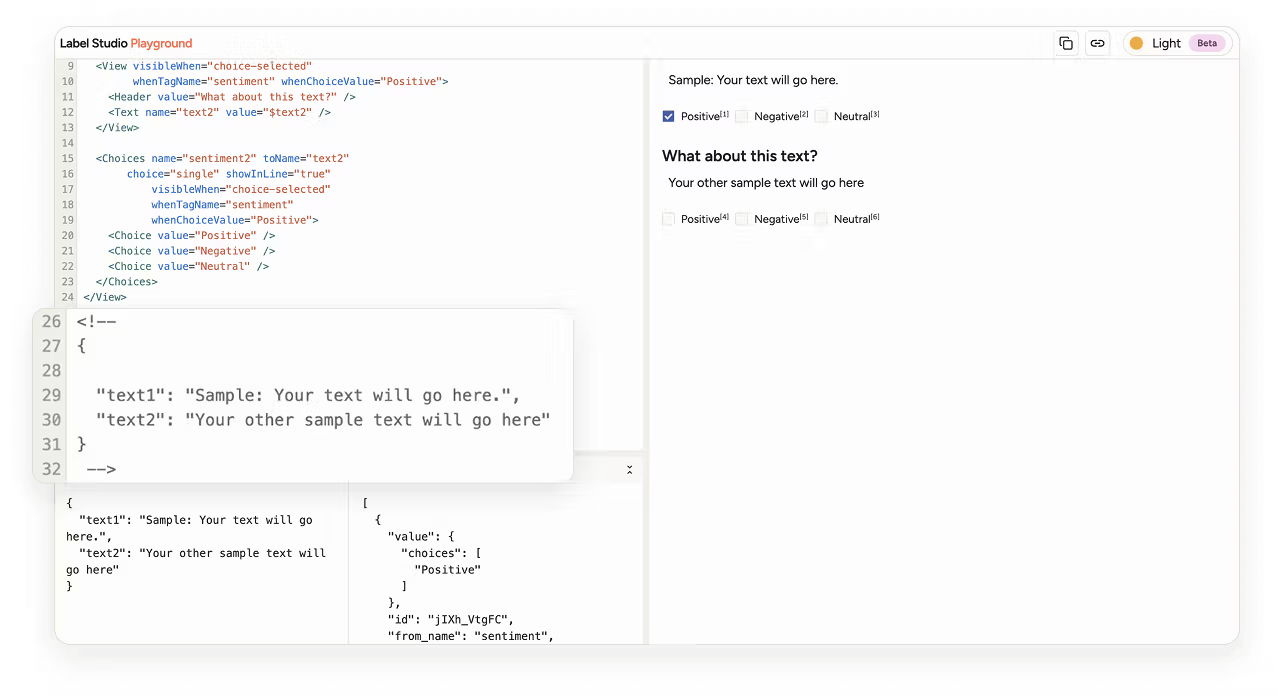 Label Studio Playground
Light Beta
9 <View visibleWhen="choice-selected"
10 whenTagName="sentiment" whenChoiceValue="Positive">
11 <Header value="What about this text?" />
12 <Text name="text2" value="$text2" />
13 </View>
14
15 <Choices name="sentiment2" toName="text2"
16 choice="single" showInLine="true"
17 visibleWhen="choice-selected"
18 whenTagName="sentiment"
19 whenChoiceValue="Positive">
20 <Choice value="Positive" />
21 <Choice value="Negative" />
22 <Choice value="Neutral" />
23 </Choices>
24 </View>
26 <!--
27 {
28
29 "text1": "Sample: Your text will go here.",
30 "text2": "Your other sample text will go here"
31 }
32 -->
{
"text1": "Sample: Your text will go
here.",
"text2": "Your other sample text will
go here"
}
[
{
"value": {
"choices": [
"Positive"
]
},
"id": "jIXh_VtgFC",
"from_name": "sentiment",
Sample: Your text will go here.
Positive[1] Negative[2] Neutral[3]
What about this text?
Your other sample text will go here
Positive[4] Negative[5] Neutral[6]